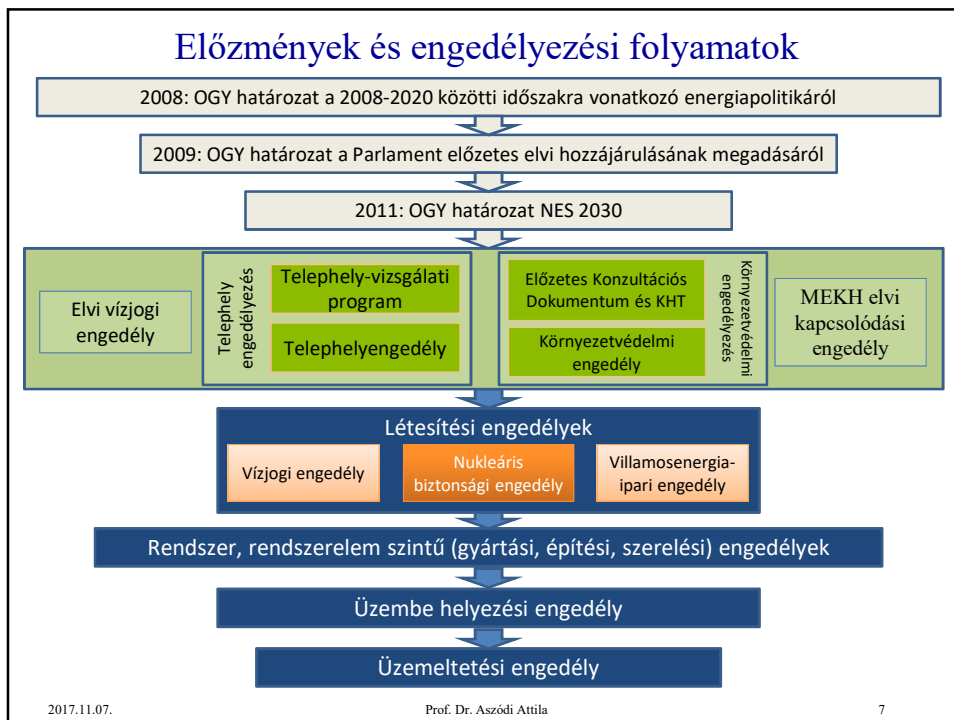 Előzmények és engedélyezési folyamatok
2008: OGY határozat a 2008-2020 közötti időszakra vonatkozó energiapolitikáról
2009: OGY határozat a Parlament előzetes elvi hozzájárulásának megadásáról
2011: OGY határozat NES 2030
Elvi vízjogi
engedély
Telephely
engedélyezés
Telephely-vizsgálati
program
Telephelyengedély
Előzetes Konzultációs
Dokumentum és KHT
Környezetvédelmi
engedély
Környezetvédelmi
engedélyezés
MEKH elvi
kapcsolódási
engedély
Létesítési engedélyek
Vízjogi engedély
Nukleáris
biztonsági engedély
Villamosenergia-
ipari engedély
Rendszer, rendszerelem szintű (gyártási, építési, szerelési) engedélyek
Üzembe helyezési engedély
Üzemeltetési engedély
2017.11.07.
Prof. Dr. Aszódi Attila
7